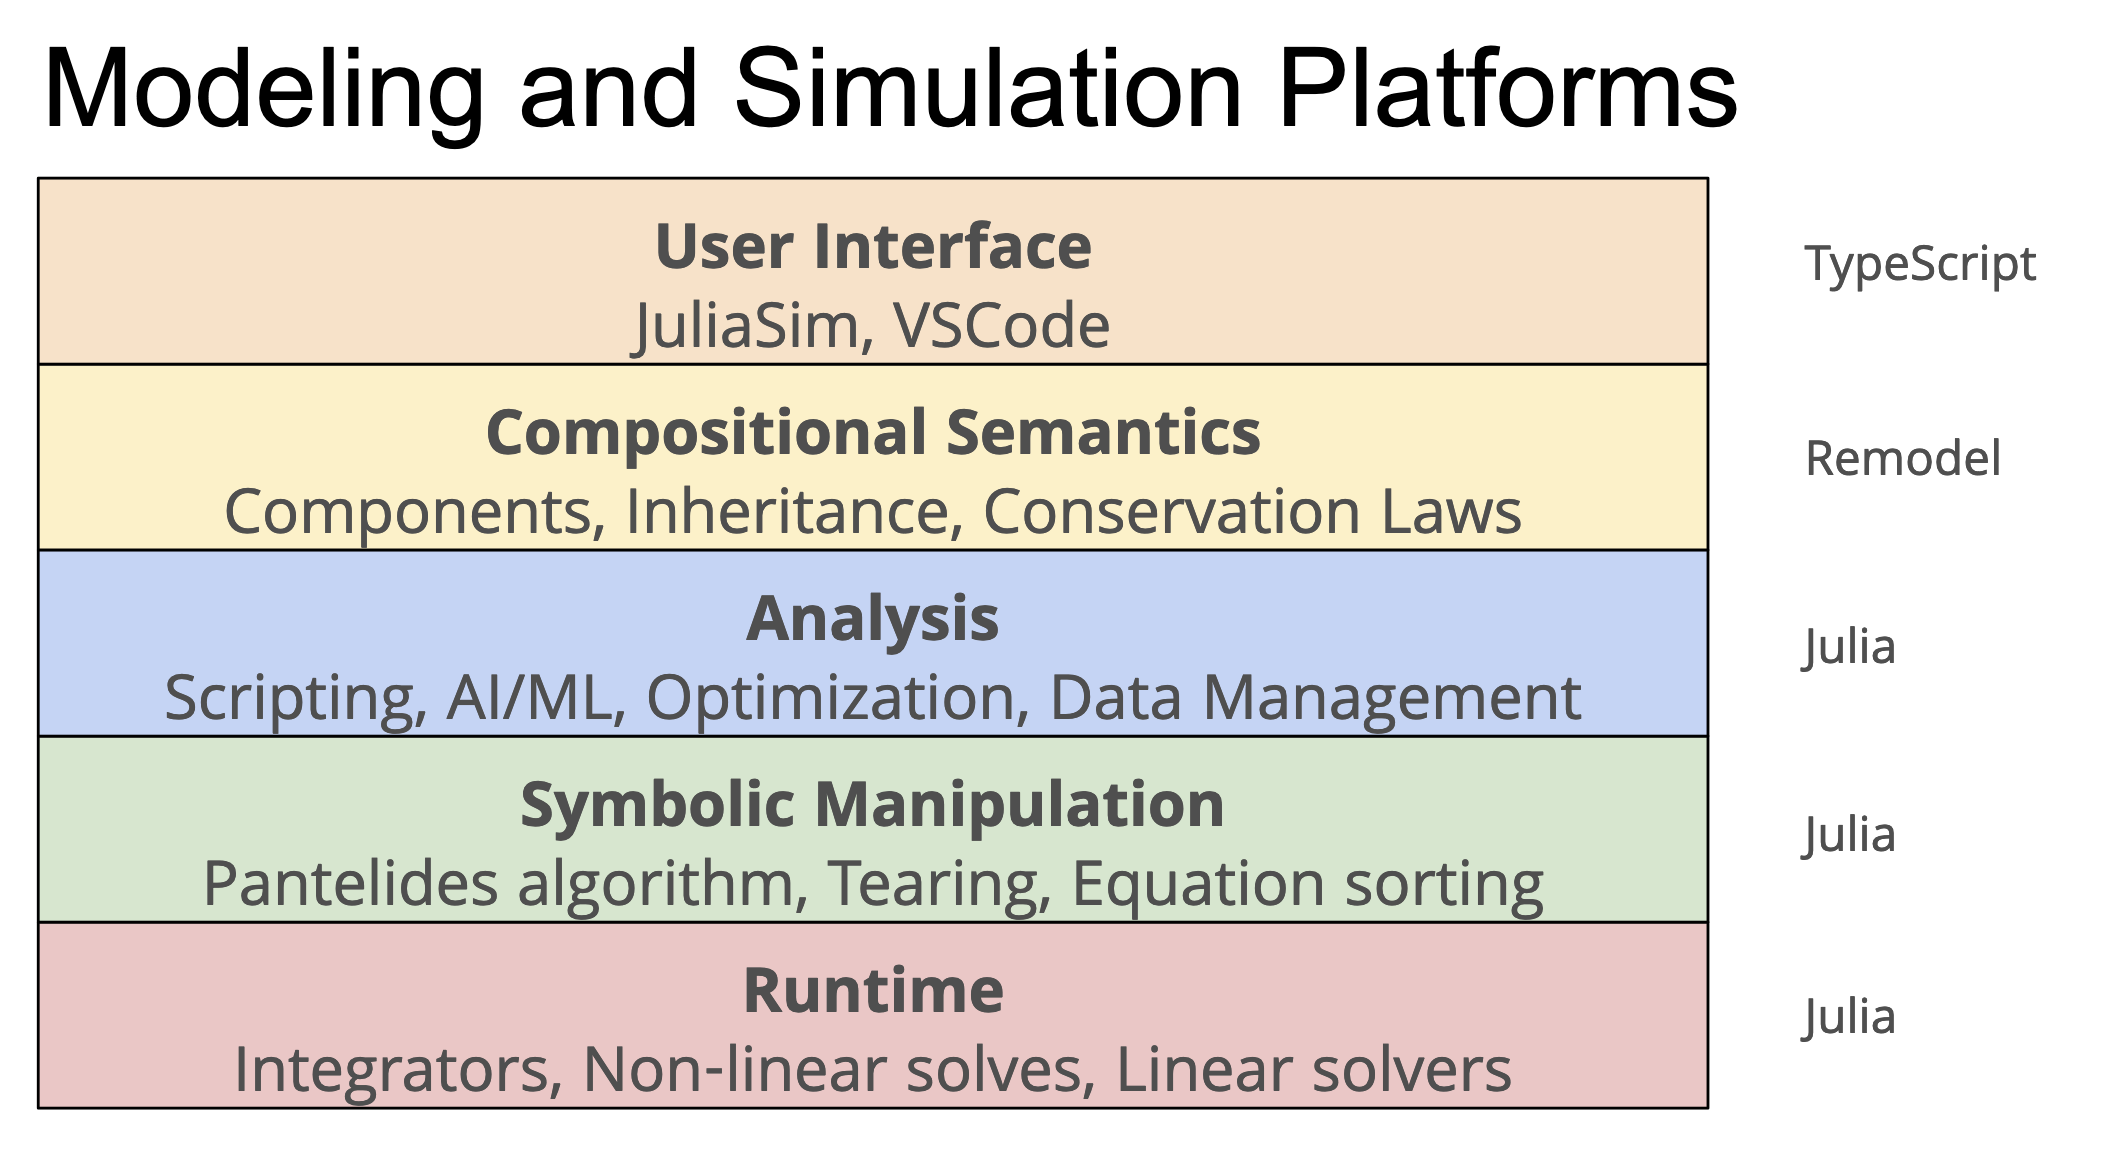 Modeling and Simulation Platforms
User Interface
JuliaSim, VSCode
TypeScript
Compositional Semantics
Components, Inheritance, Conservation Laws
Remodel
Analysis
Scripting, AI/ML, Optimization, Data Management
Julia
Symbolic Manipulation
Pantelides algorithm, Tearing, Equation sorting
Julia
Runtime
Integrators, Non-linear solves, Linear solvers
Julia